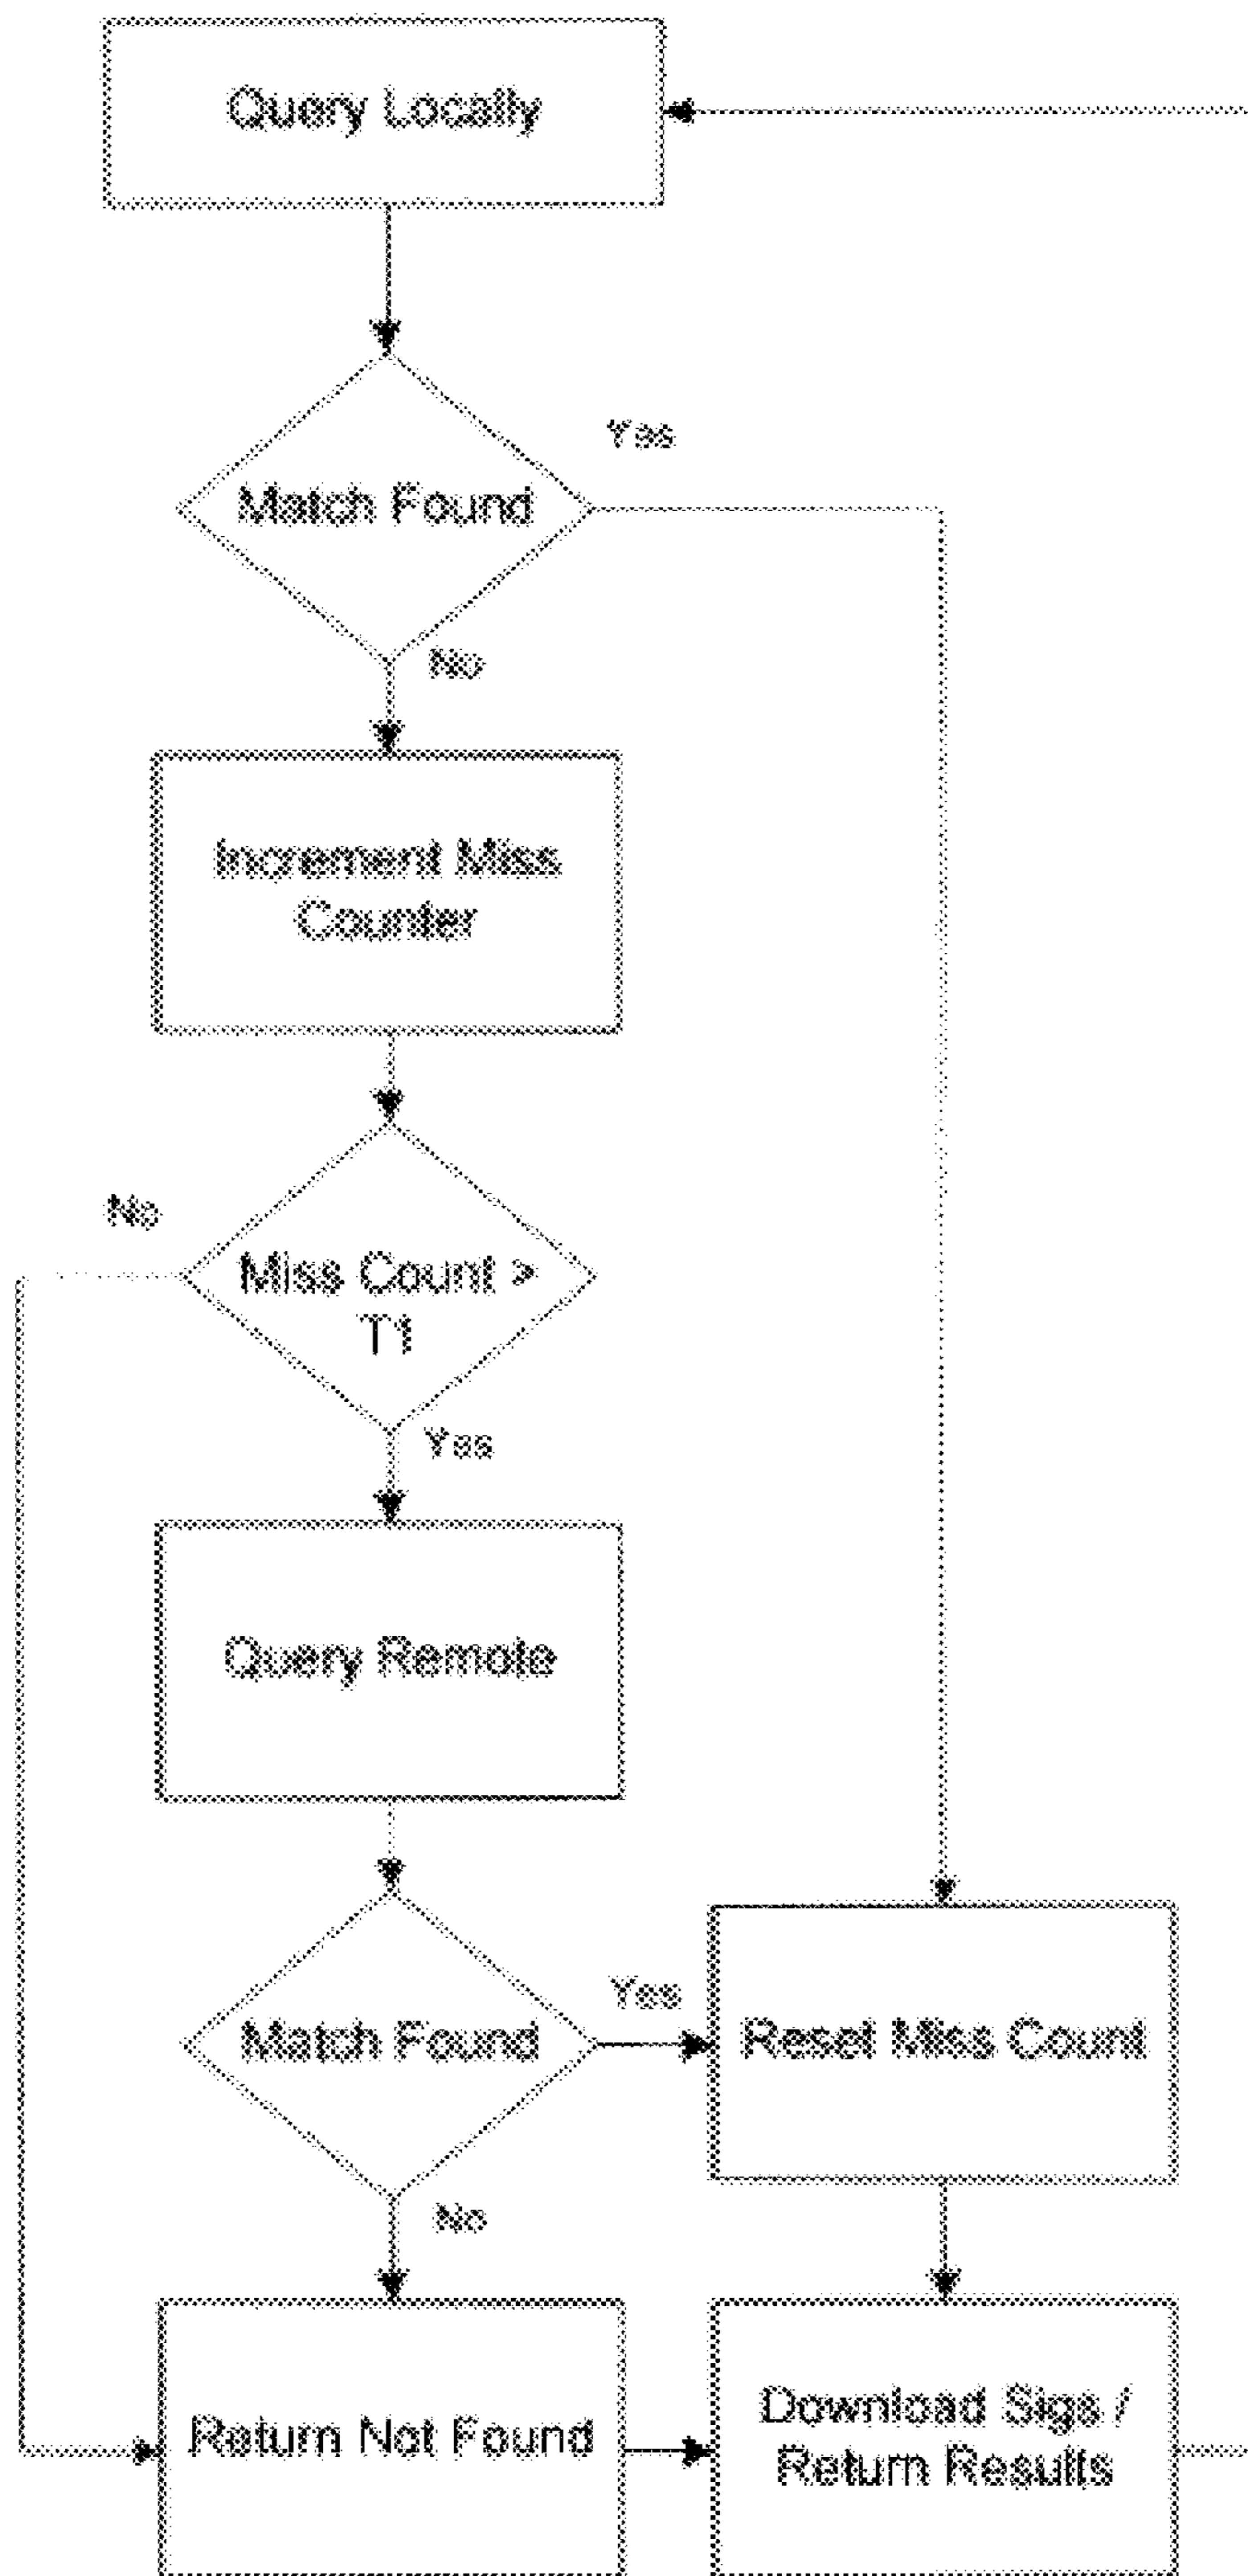 Query Locally
Yes
Match Found
No
Increment Miss
Counter
No
Miss Count >
T1
Yes
Query Remote
Yes
Match Found
Reset Miss Count
No
Return Not Found
Download Sigs /
Return Results